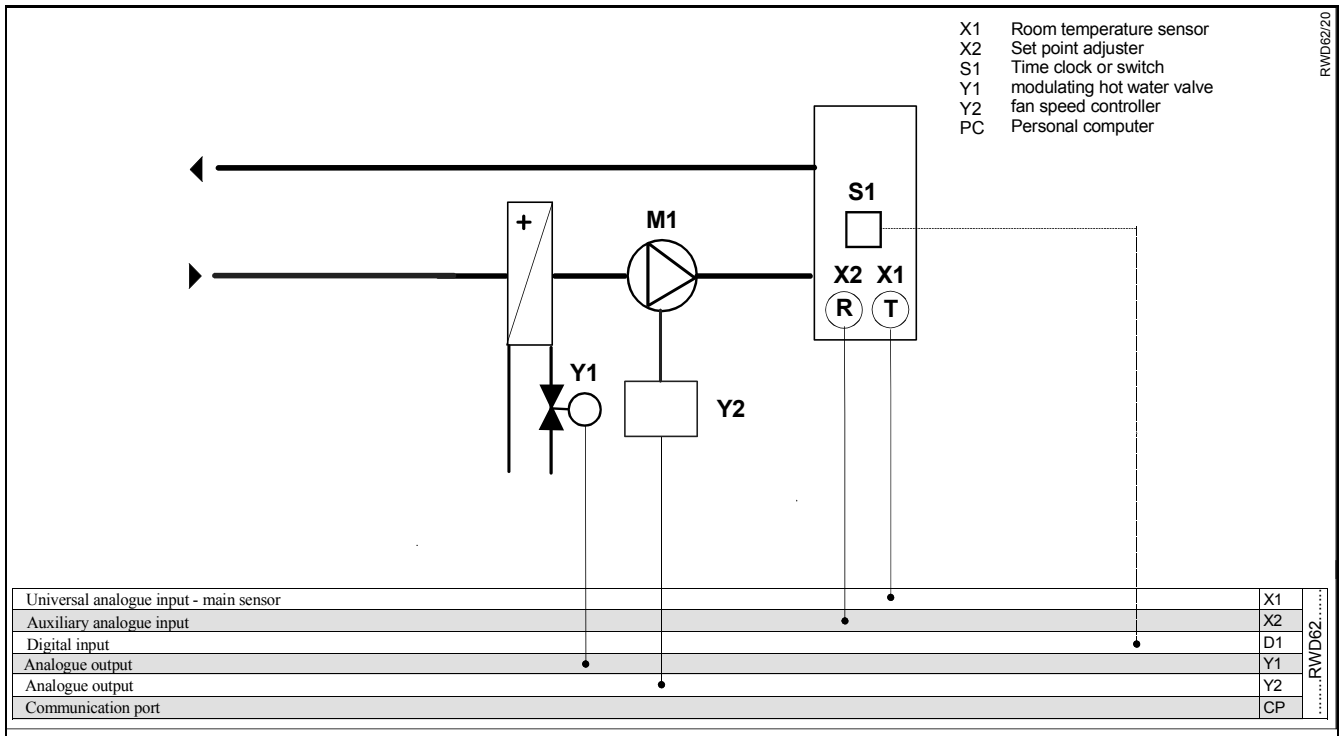 X1 Room temperature sensor
X2 Set point adjuster
S1 Time clock or switch
Y1 modulating hot water valve
Y2 fan speed controller
PC Personal computer
RWD62/20
S1
+
M1
X2 X1
R T
Y1
Y2
Universal analogue input - main sensor X1
Auxiliary analogue input X2
Digital input D1
Analogue output Y1
Analogue output Y2
Communication port CP
........RWD62......